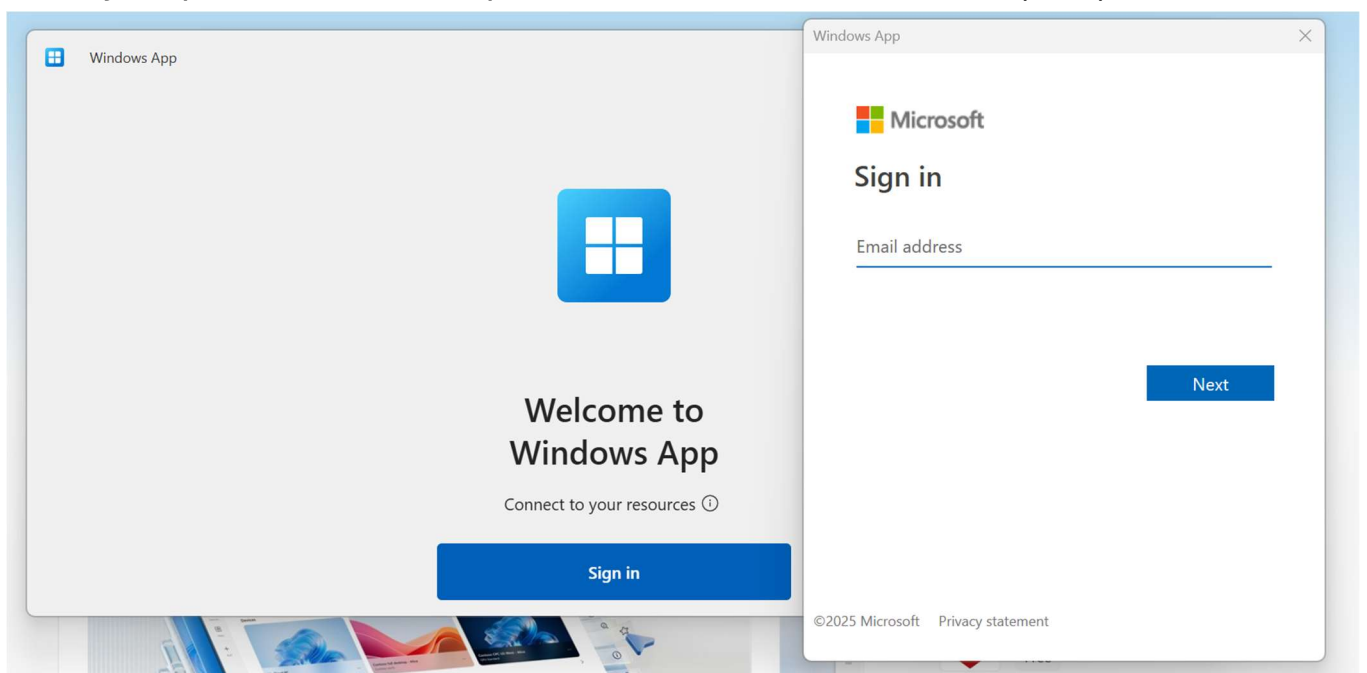 Windows App
Welcome to
Windows App
Connect to your resources
Sign in
Windows App
Microsoft
Sign in
Email address
Next
©2025 Microsoft Privacy statement